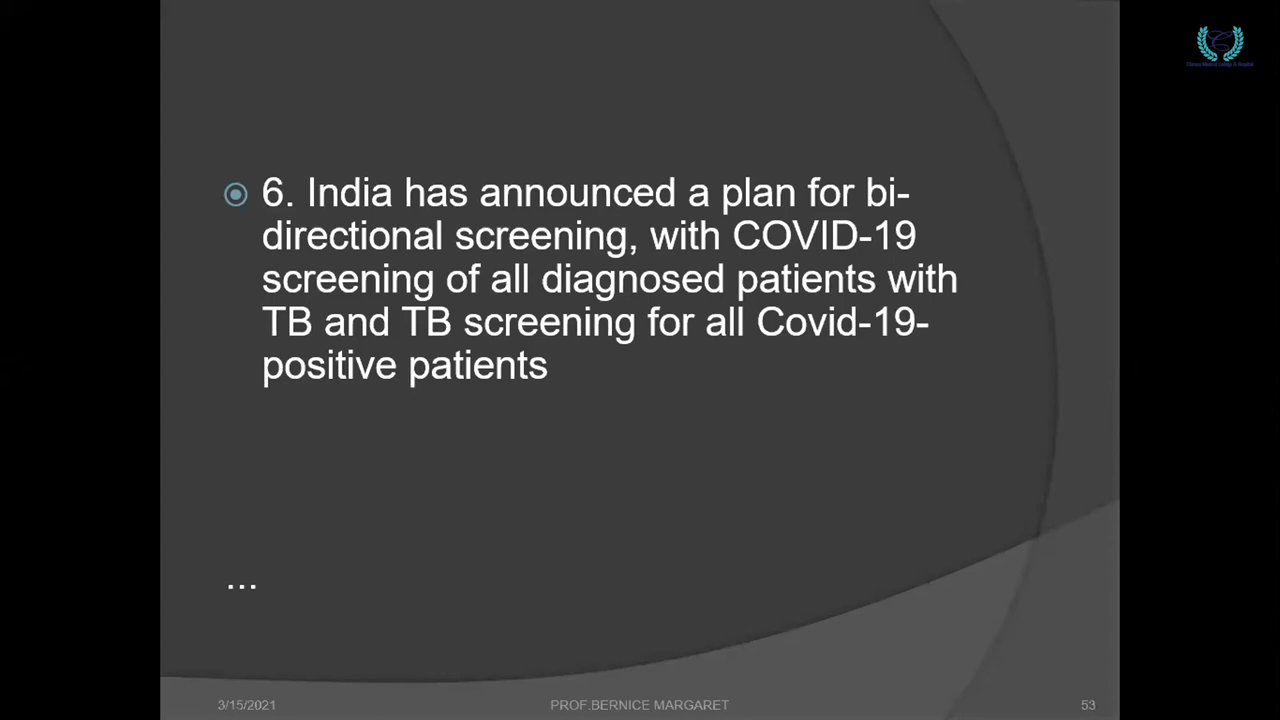 6. India has announced a plan for bi-
directional screening, with COVID-19
screening of all diagnosed patients with
TB and TB screening for all Covid-19-
positive patients
...
3/15/2021
PROF.BERNICE MARGARET
53